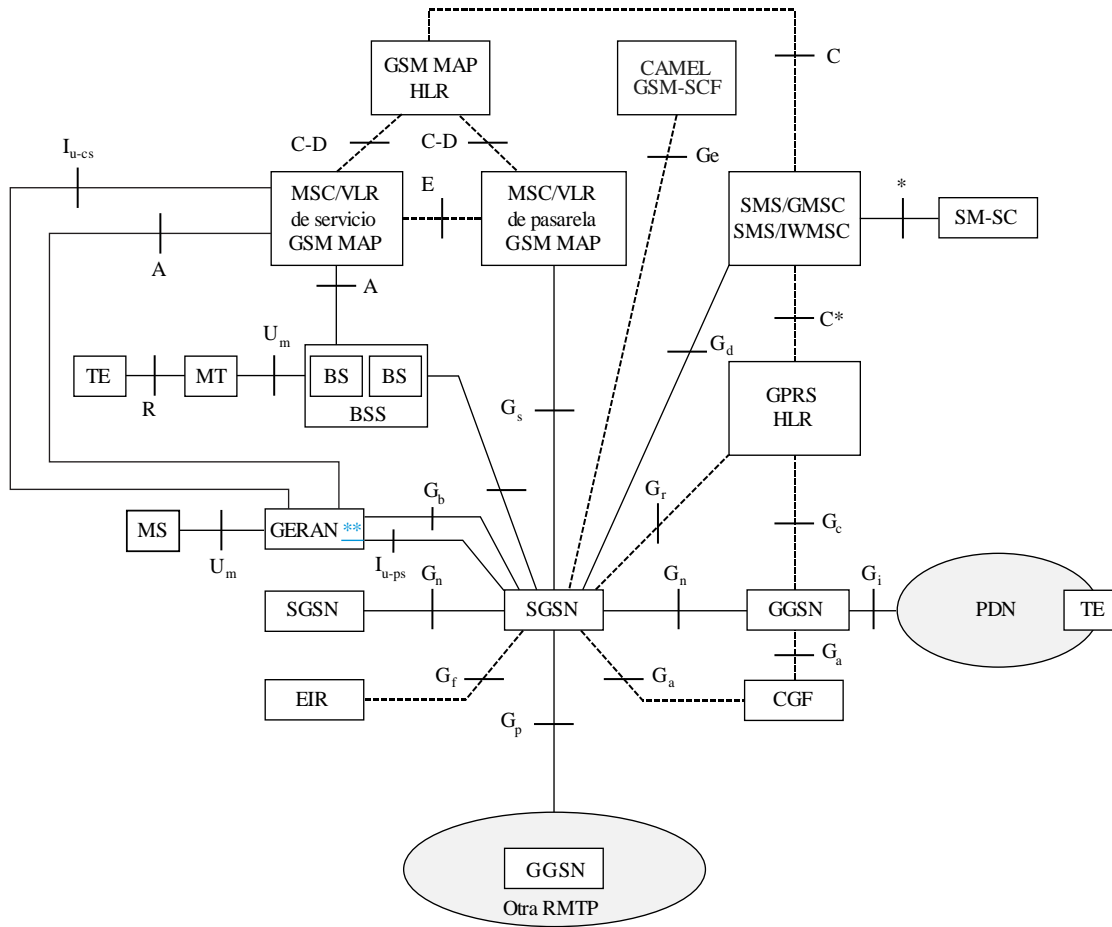 GSM MAP
HLR
CAMEL
GSM-SCF
C
C-D
C-D
Ge
Iu-cs
E
*
MSC/VLR
de servicio
GSM MAP
MSC/VLR
de pasarela
GSM MAP
SMS/GMSC
SMS/IWMSC
SM-SC
A
A
C*
Um
Gd
TE
MT
BS
BS
R
BSS
GPRS
HLR
Gs
Gb
Gr
MS
GERAN **
Gc
Um
Iu-ps
Gn
Gn
Gi
SGSN
SGSN
GGSN
PDN
TE
Gf
Ga
Ga
EIR
CGF
Gp
GGSN
Otra RMTP